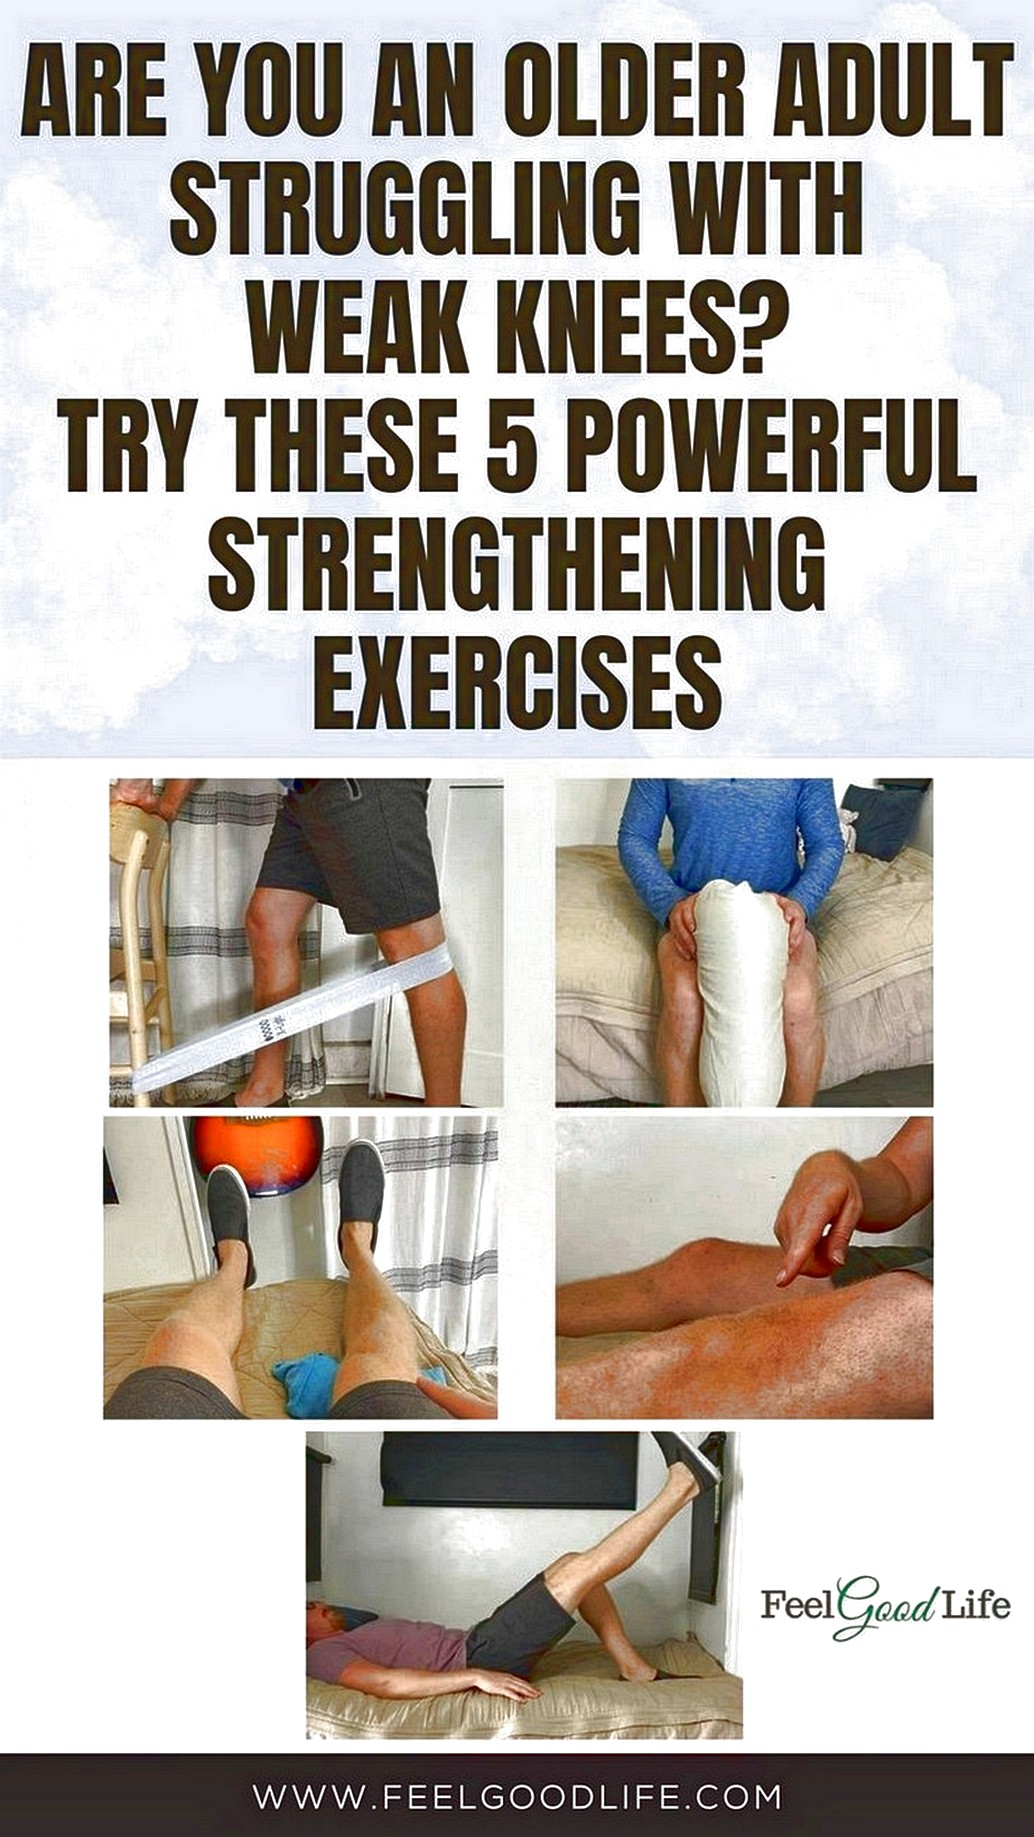 ARE YOU AN OLDER ADULT
STRUGGLING WITH
WEAK KNEES?
TRY THESE 5 POWERFUL
STRENGTHENING
EXERCISES
Feel Good Life
WWW.FEELGOODLIFE.COM